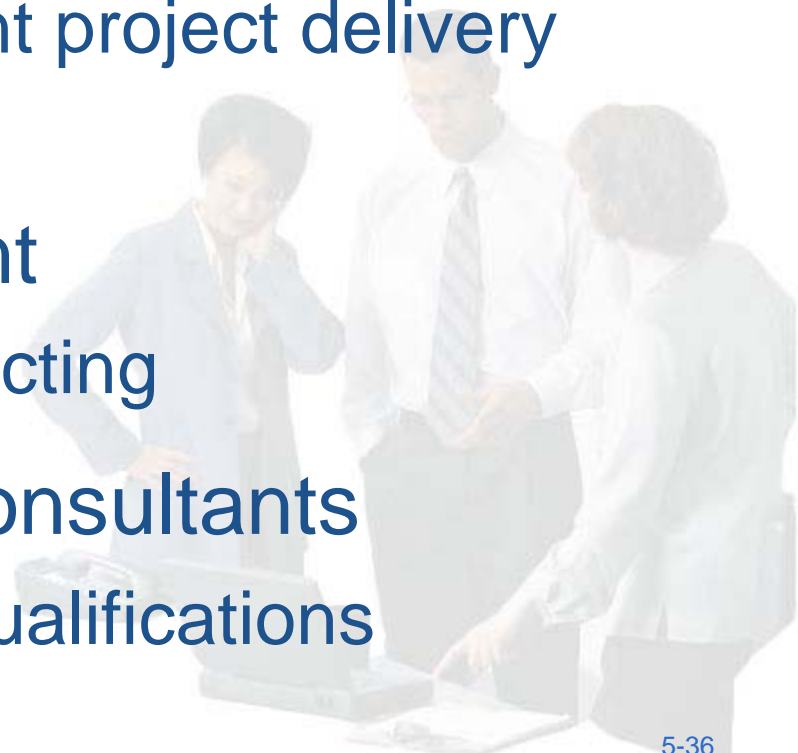 nt project delivery
nt
cting
onsultants
ualifications
5-36